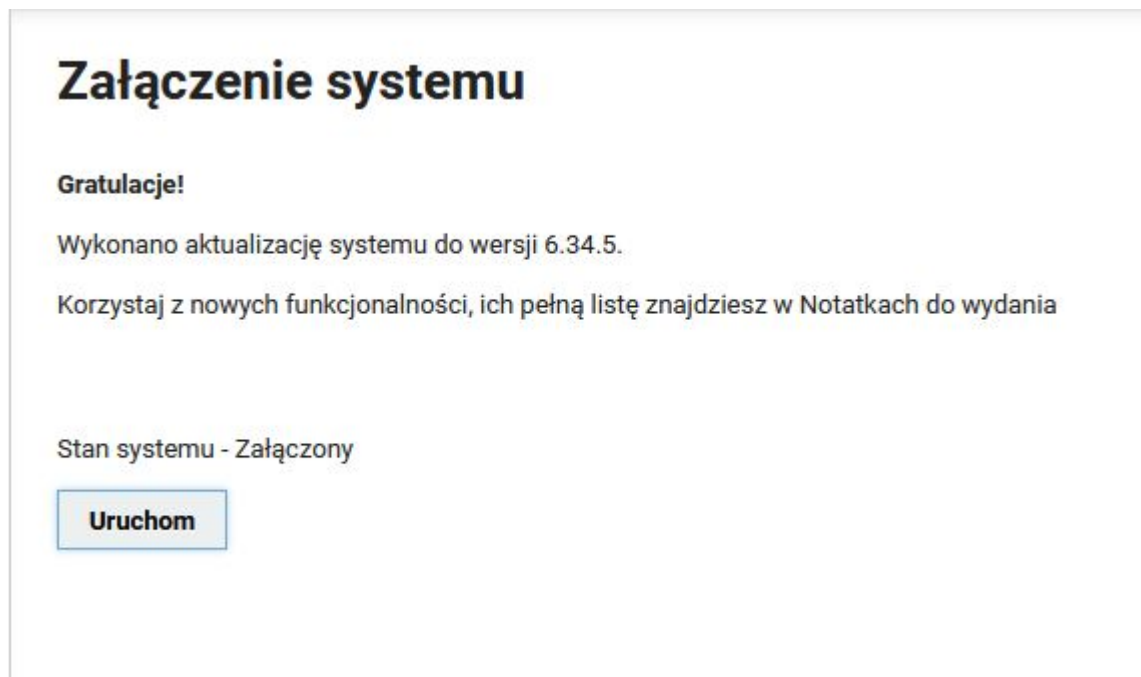 Załączenie systemu
Gratulacje!
Wykonano aktualizację systemu do wersji 6.34.5.
Korzystaj z nowych funkcjonalności, ich pełną listę znajdziesz w Notatkach do wydania
Stan systemu - Załączony
Uruchom